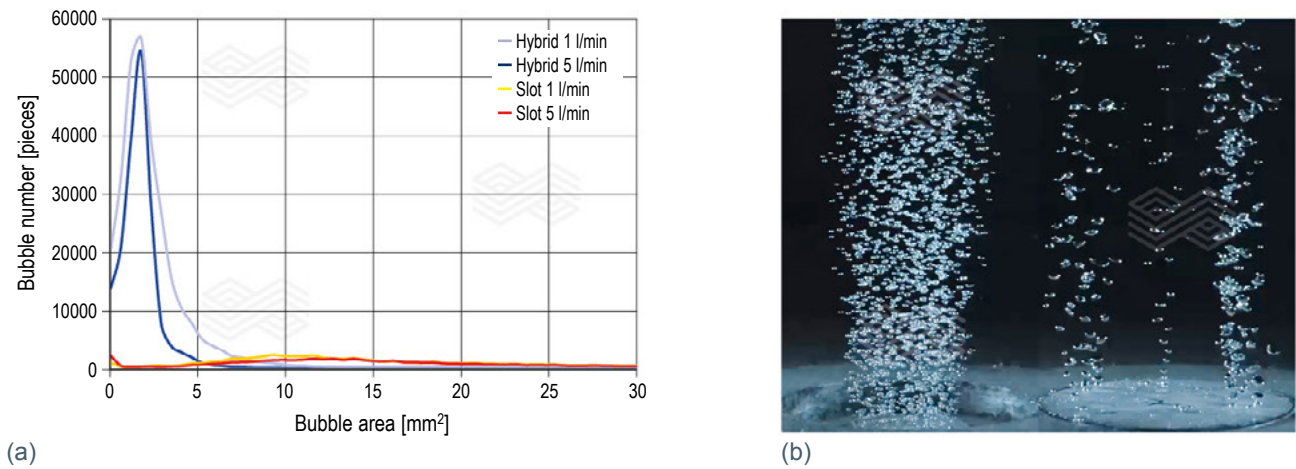 60000
50000
40000
30000
20000
10000
0
Bubble number [pieces]
Hybrid 1 l/min
Hybrid 5 l/min
Slot 1 l/min
Slot 5 l/min
0 5 10 15 20 25 30
Bubble area [mm²]
(a)
(b)